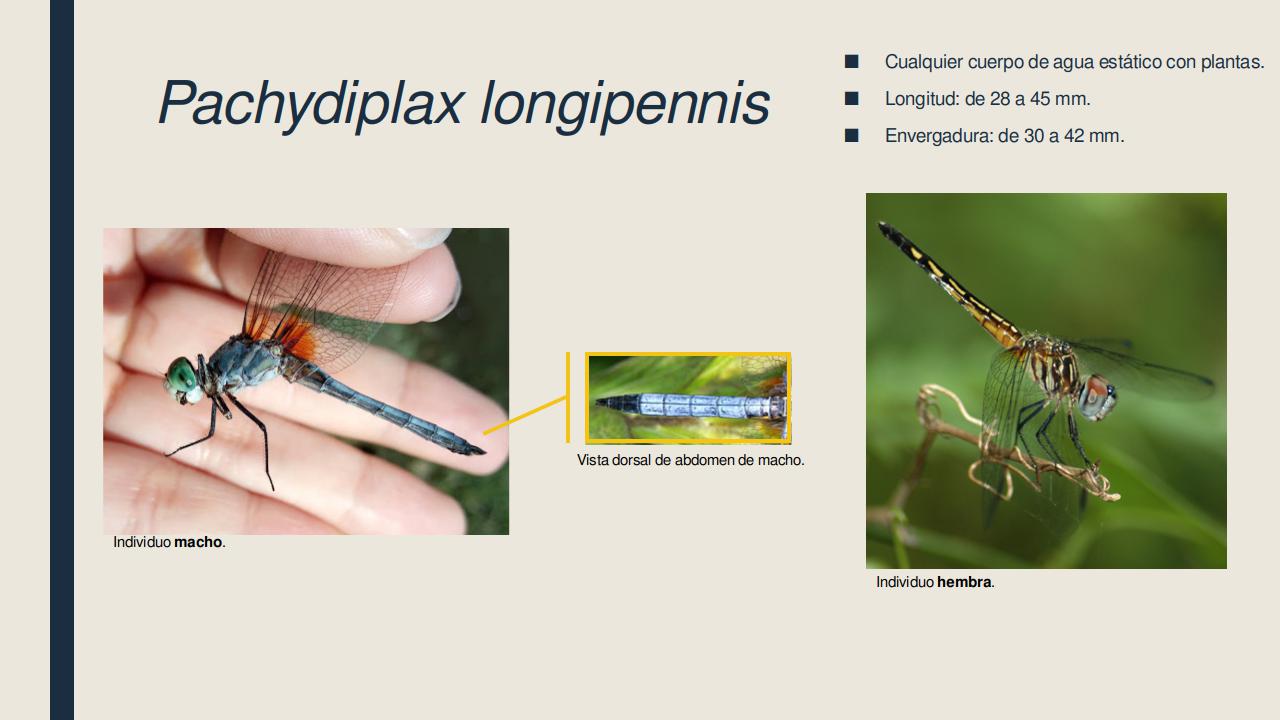 Pachydiplax longipennis
■ Cualquier cuerpo de agua estático con plantas.
■ Longitud: de 28 a 45 mm.
■ Envergadura: de 30 a 42 mm.
Vista dorsal de abdomen de macho.
Individuo macho.
Individuo hembra.